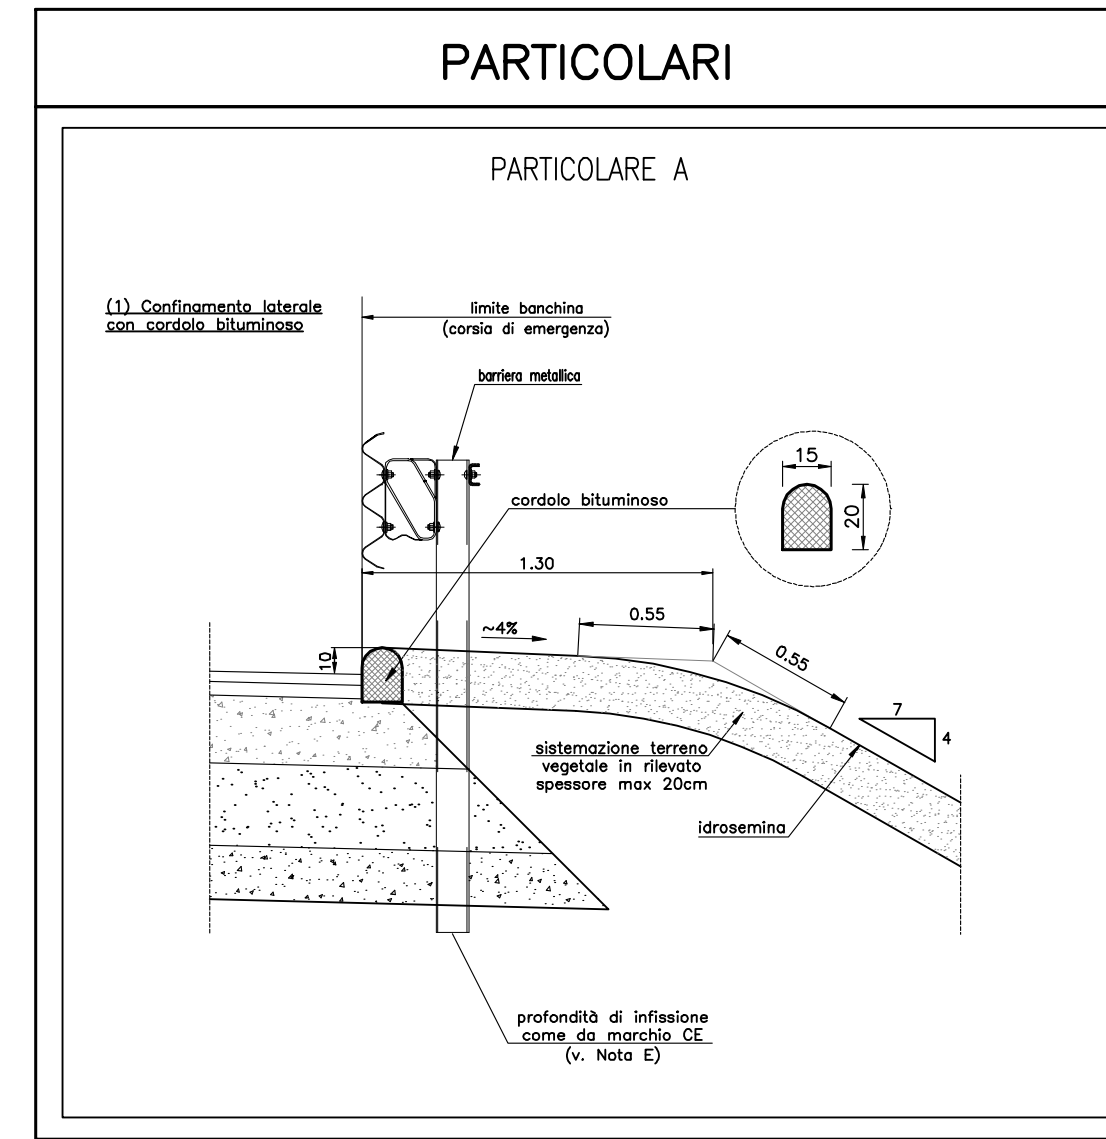 PARTICOLARI
PARTICOLARE A
(1) Confinamento laterale
con cordolo bituminoso
limite banchina
(corsia di emergenza)
barriera metallica
cordolo bituminoso
15
20
1.30
0.55
~4%
0.55
10
7
4
sistemazione terreno
vegetale in rilevato
spessore max 20cm
idrosemina
profondità di infissione
come da marchio CE
(v. Nota E)